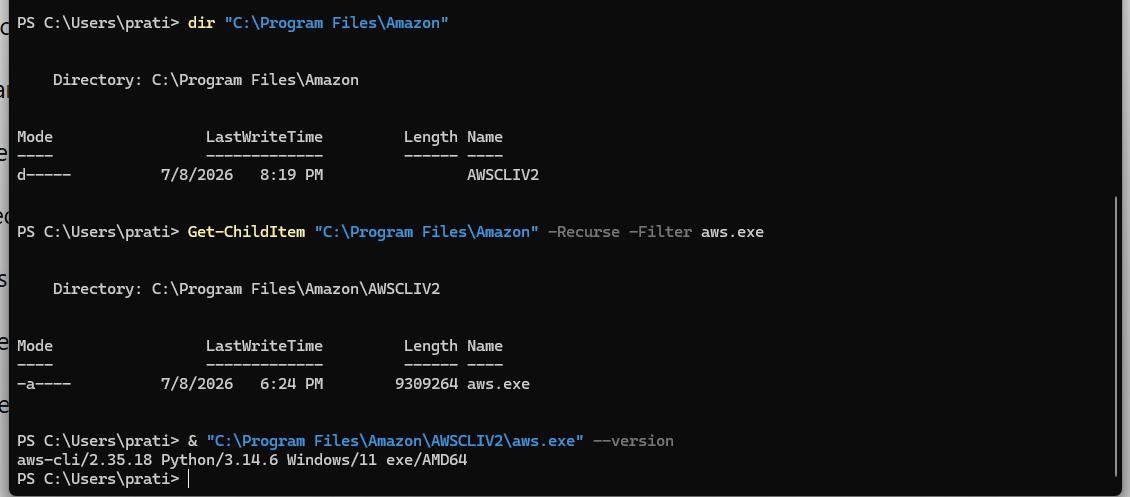 PS C:\Users\prati> dir "C:\Program Files\Amazon"
Directory: C:\Program Files\Amazon
Mode                 LastWriteTime         Length Name
----                 -------------         ------ ----
d-----          7/8/2026   8:19 PM                AWSCLIV2
PS C:\Users\prati> Get-ChildItem "C:\Program Files\Amazon" -Recurse -Filter aws.exe
Directory: C:\Program Files\Amazon\AWSCLIV2
Mode                 LastWriteTime         Length Name
----                 -------------         ------ ----
-a----          7/8/2026   6:24 PM        9309264 aws.exe
PS C:\Users\prati> & "C:\Program Files\Amazon\AWSCLIV2\aws.exe" --version
aws-cli/2.35.18 Python/3.14.6 Windows/11 exe/AMD64
PS C:\Users\prati>